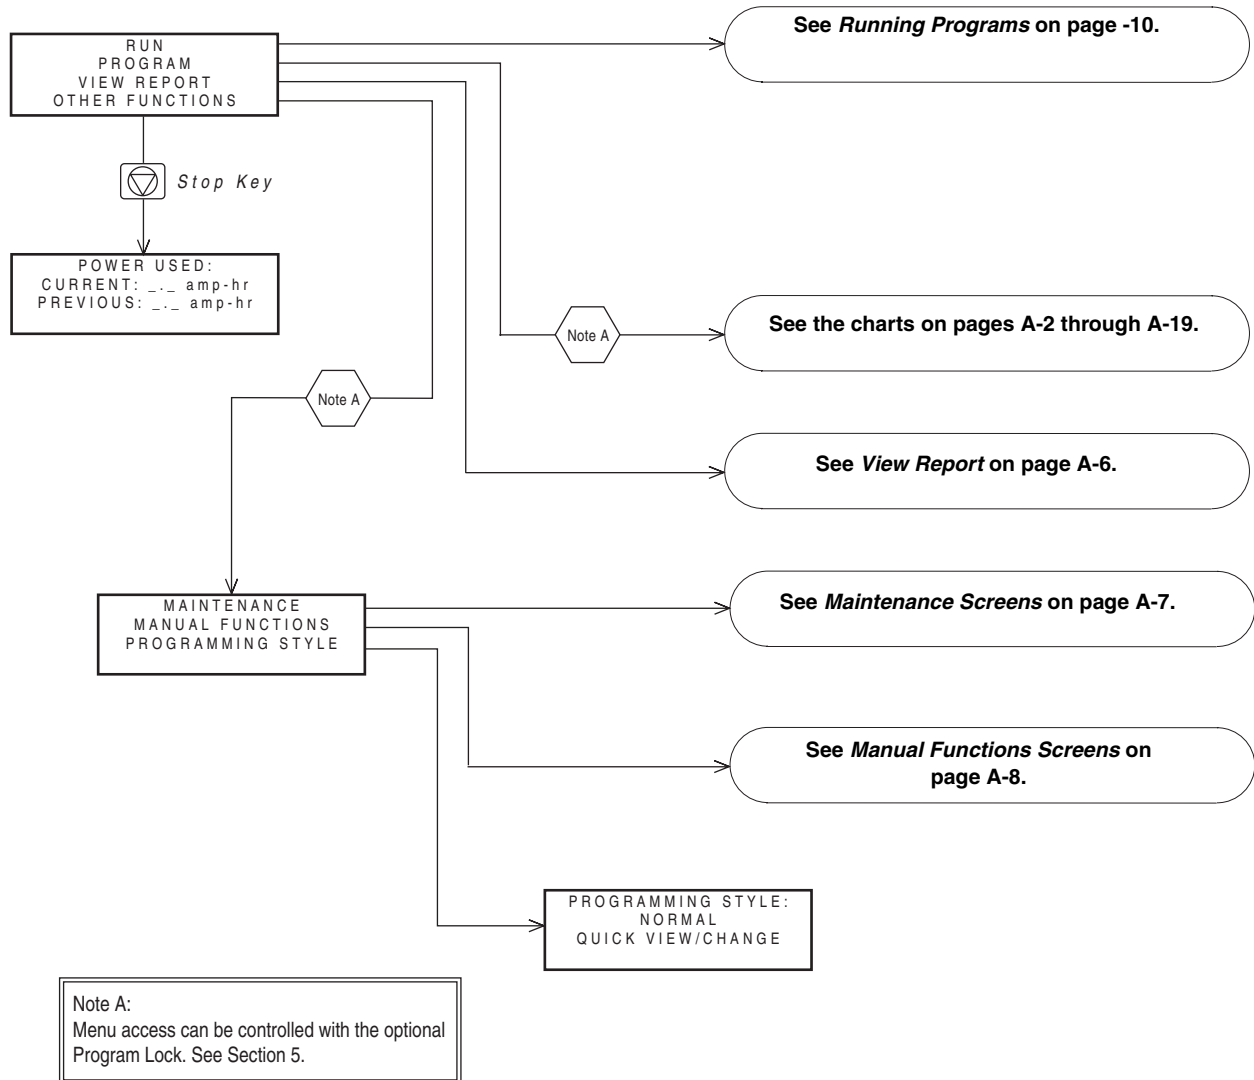 RUN
PROGRAM
VIEW REPORT
OTHER FUNCTIONS
See Running Programs on page -10.
Stop Key
POWER USED:
CURRENT: _._ amp-hr
PREVIOUS: _._ amp-hr
Note A
See the charts on pages A-2 through A-19.
Note A
See View Report on page A-6.
MAINTENANCE
MANUAL FUNCTIONS
PROGRAMMING STYLE
See Maintenance Screens on page A-7.
See Manual Functions Screens on
page A-8.
PROGRAMMING STYLE:
NORMAL
QUICK VIEW/CHANGE
Note A:
Menu access can be controlled with the optional
Program Lock. See Section 5.